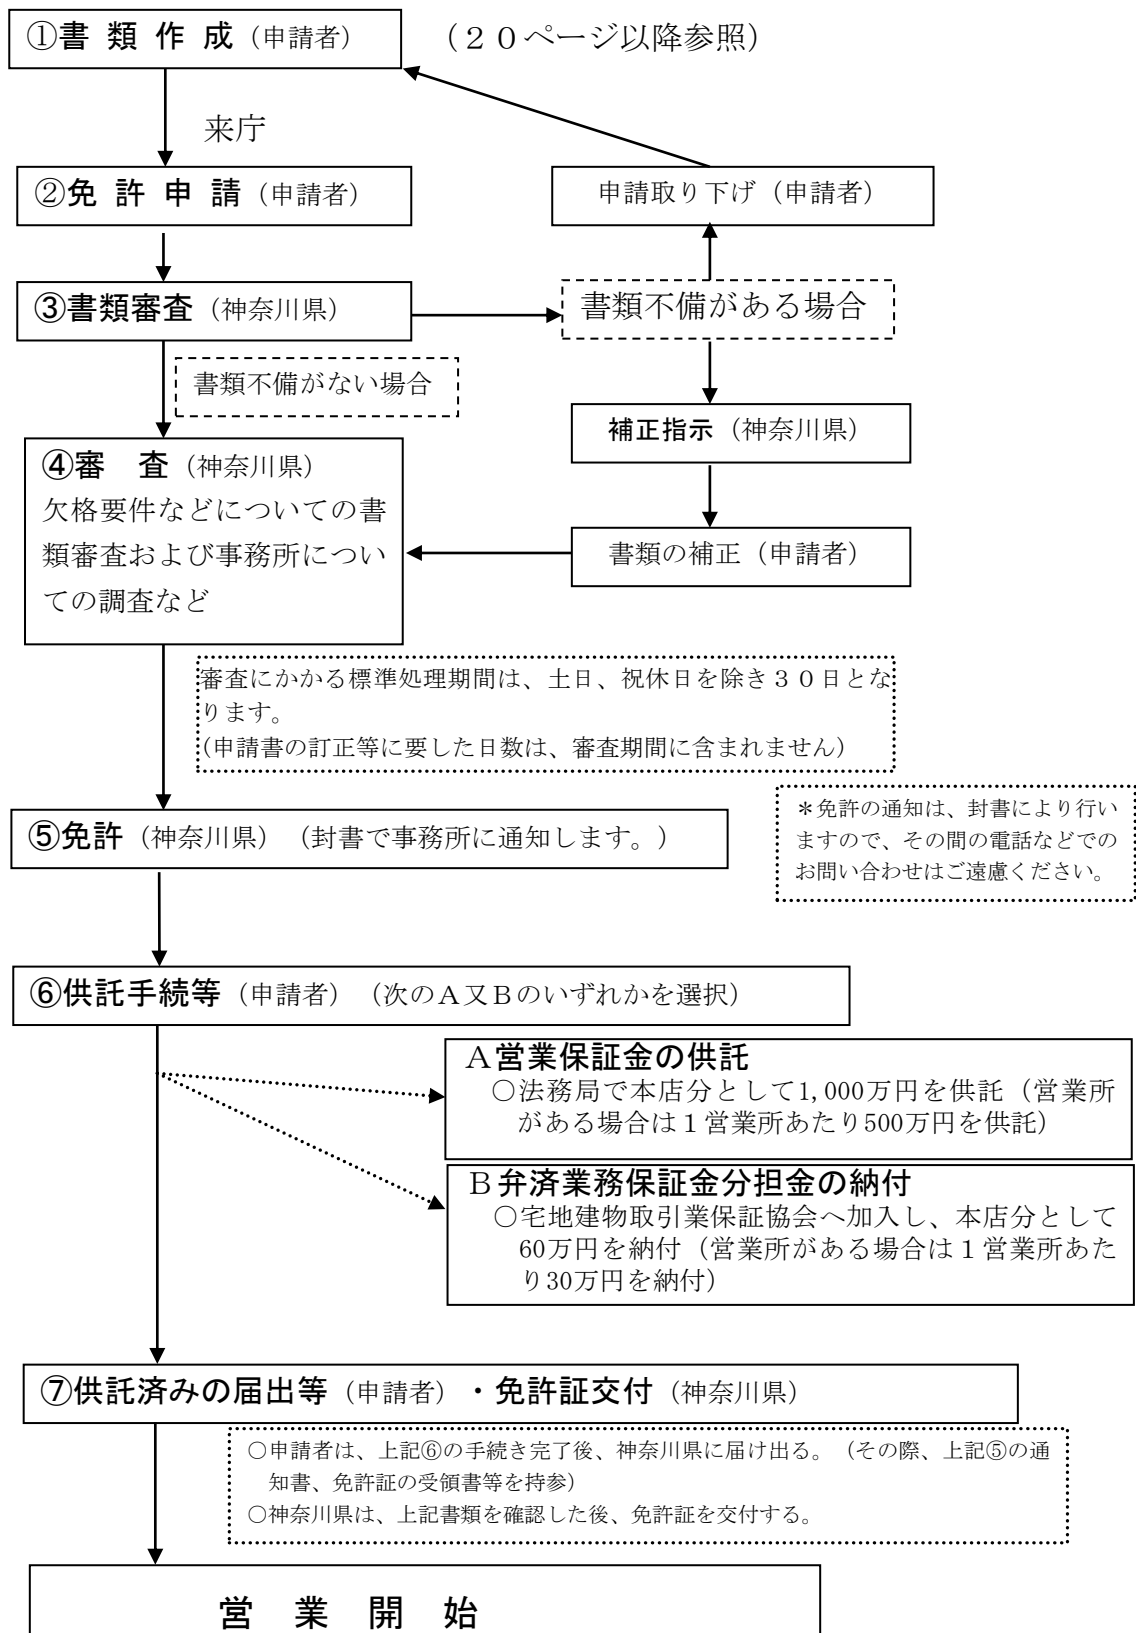 ①書類作成(申請者) (20ページ以降参照)
来庁
②免許申請(申請者)
申請取り下げ(申請者)
③書類審査(神奈川県)
書類不備がある場合
書類不備がない場合
補正指示(神奈川県)
④審 査(神奈川県)
欠格要件などについての書
類審査および事務所につい
ての調査など
書類の補正(申請者)
審査にかかる標準処理期間は、土日、祝休日を除き30日とな
ります。
(申請書の訂正等に要した日数は、審査期間に含まれません)
⑤免許(神奈川県)(封書で事務所に通知します。)
*免許の通知は、封書により行い
ますので、その間の電話などでの
お問い合わせはご遠慮ください。
⑥供託手続等(申請者)(次のA又はBのいずれかを選択)
A営業保証金の供託
○法務局で本店分として1,000万円を供託(営業所
がある場合は1営業所あたり500万円を供託)
B弁済業務保証金分担金の納付
○宅地建物取引業保証協会へ加入し、本店分として
60万円を納付(営業所がある場合は1営業所あた
り30万円を納付)
⑦供託済みの届出等(申請者)・免許証交付(神奈川県)
○申請者は、上記⑥の手続き完了後、神奈川県に届け出る。(その際、上記⑤の通
知書、免許証の受領書等を持参)
○神奈川県は、上記書類を確認した後、免許証を交付する。
営業開始